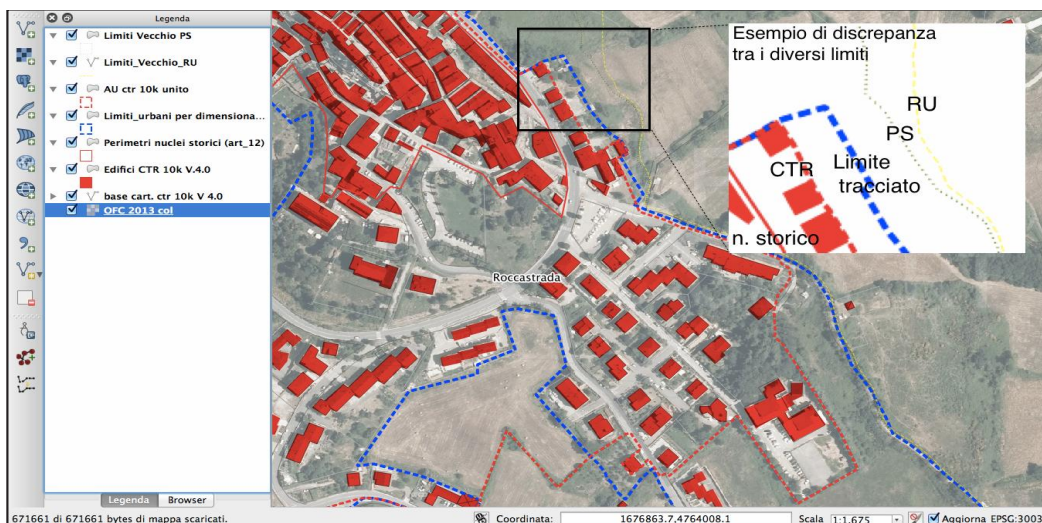 Legenda
Limiti Vecchio PS
Limiti_Vecchio_RU
AU ctr 10k unito
Limiti_urbani per dimensiona...
Perimetri nuclei storici (art_12)
Edifici CTR 10k V.4.0
base cart. ctr 10k V 4.0
OFC 2013 col
Legenda Browser
Roccastrada
Esempio di discrepanza
tra i diversi limiti
RU
PS
CTR
Limite
tracciato
n. storico
671661 di 671661 bytes di mappa scaricati.
Coordinata: 1676863.7,4764008.1 Scala 1:1.675 Aggiorna EPSG:3003